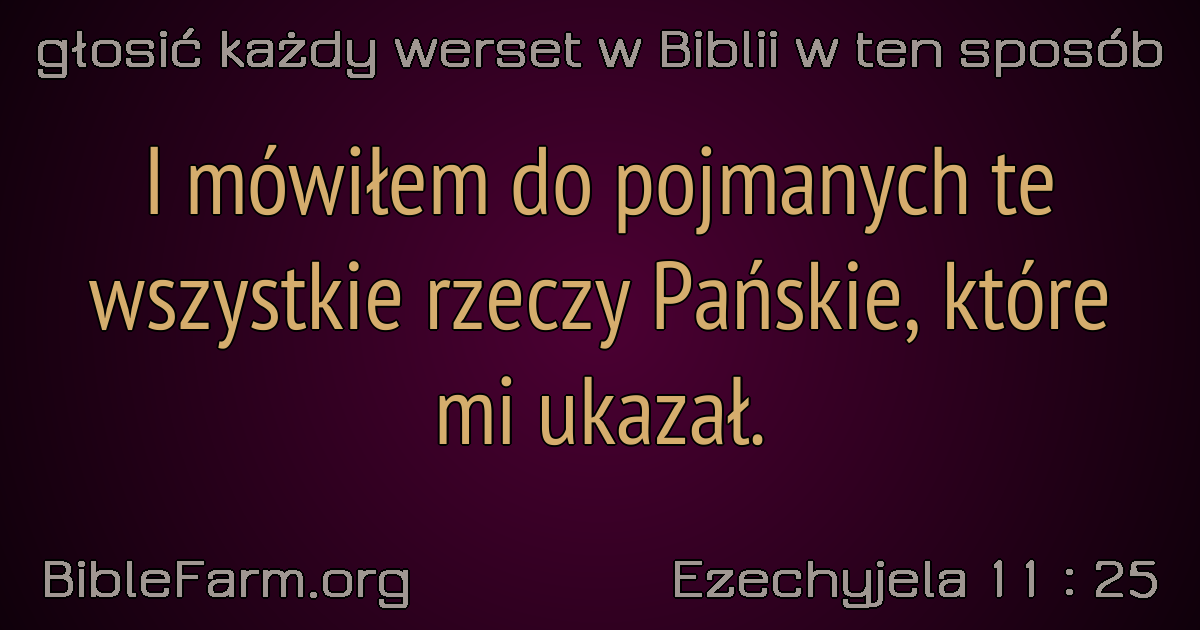 głosić każdy werset w Biblii w ten sposób
I mówiłem do pojmanych te
wszystkie rzeczy Pańskie, które
mi ukazał.
BibleFarm.org
Ezechyjela 11 : 25